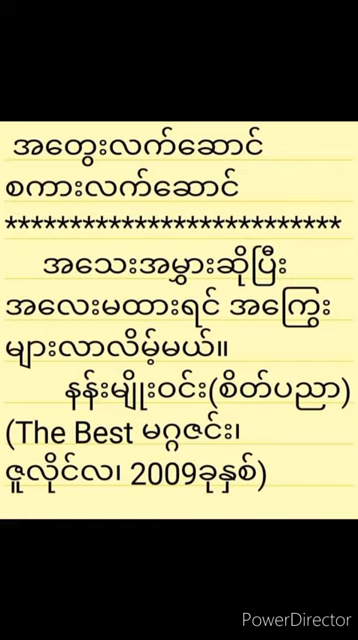 အတွေးလက်ဆောင်
စကားလက်ဆောင်
**************************
အသေးအမွှားဆိုပြီး
အလေးမထားရင် အကြွေး
များလာလိမ့်မယ်။
နန်းမျိုးဝင်း(စိတ်ပညာ)
(The Best မဂ္ဂဇင်း၊
ဇူလိုင်လ၊ 2009ခုနှစ်)
PowerDirector